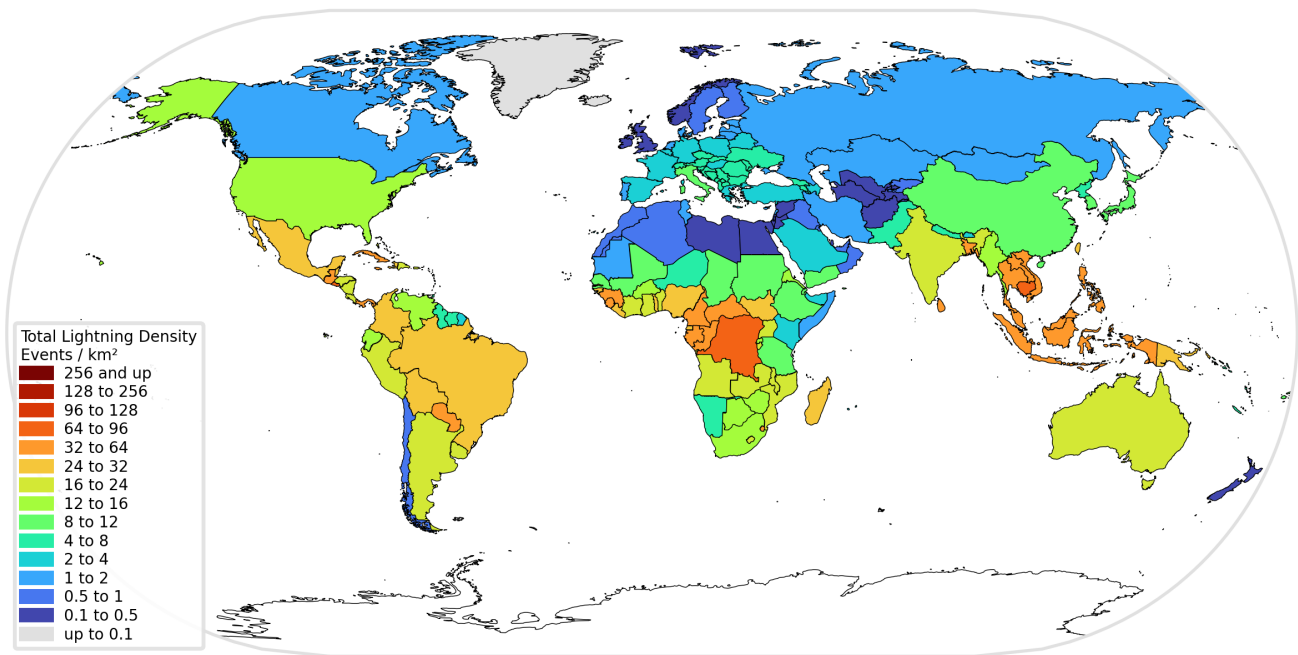 Total Lightning Density
Events / km²
256 and up
128 to 256
96 to 128
64 to 96
32 to 64
24 to 32
16 to 24
12 to 16
8 to 12
4 to 8
2 to 4
1 to 2
0.5 to 1
0.1 to 0.5
up to 0.1